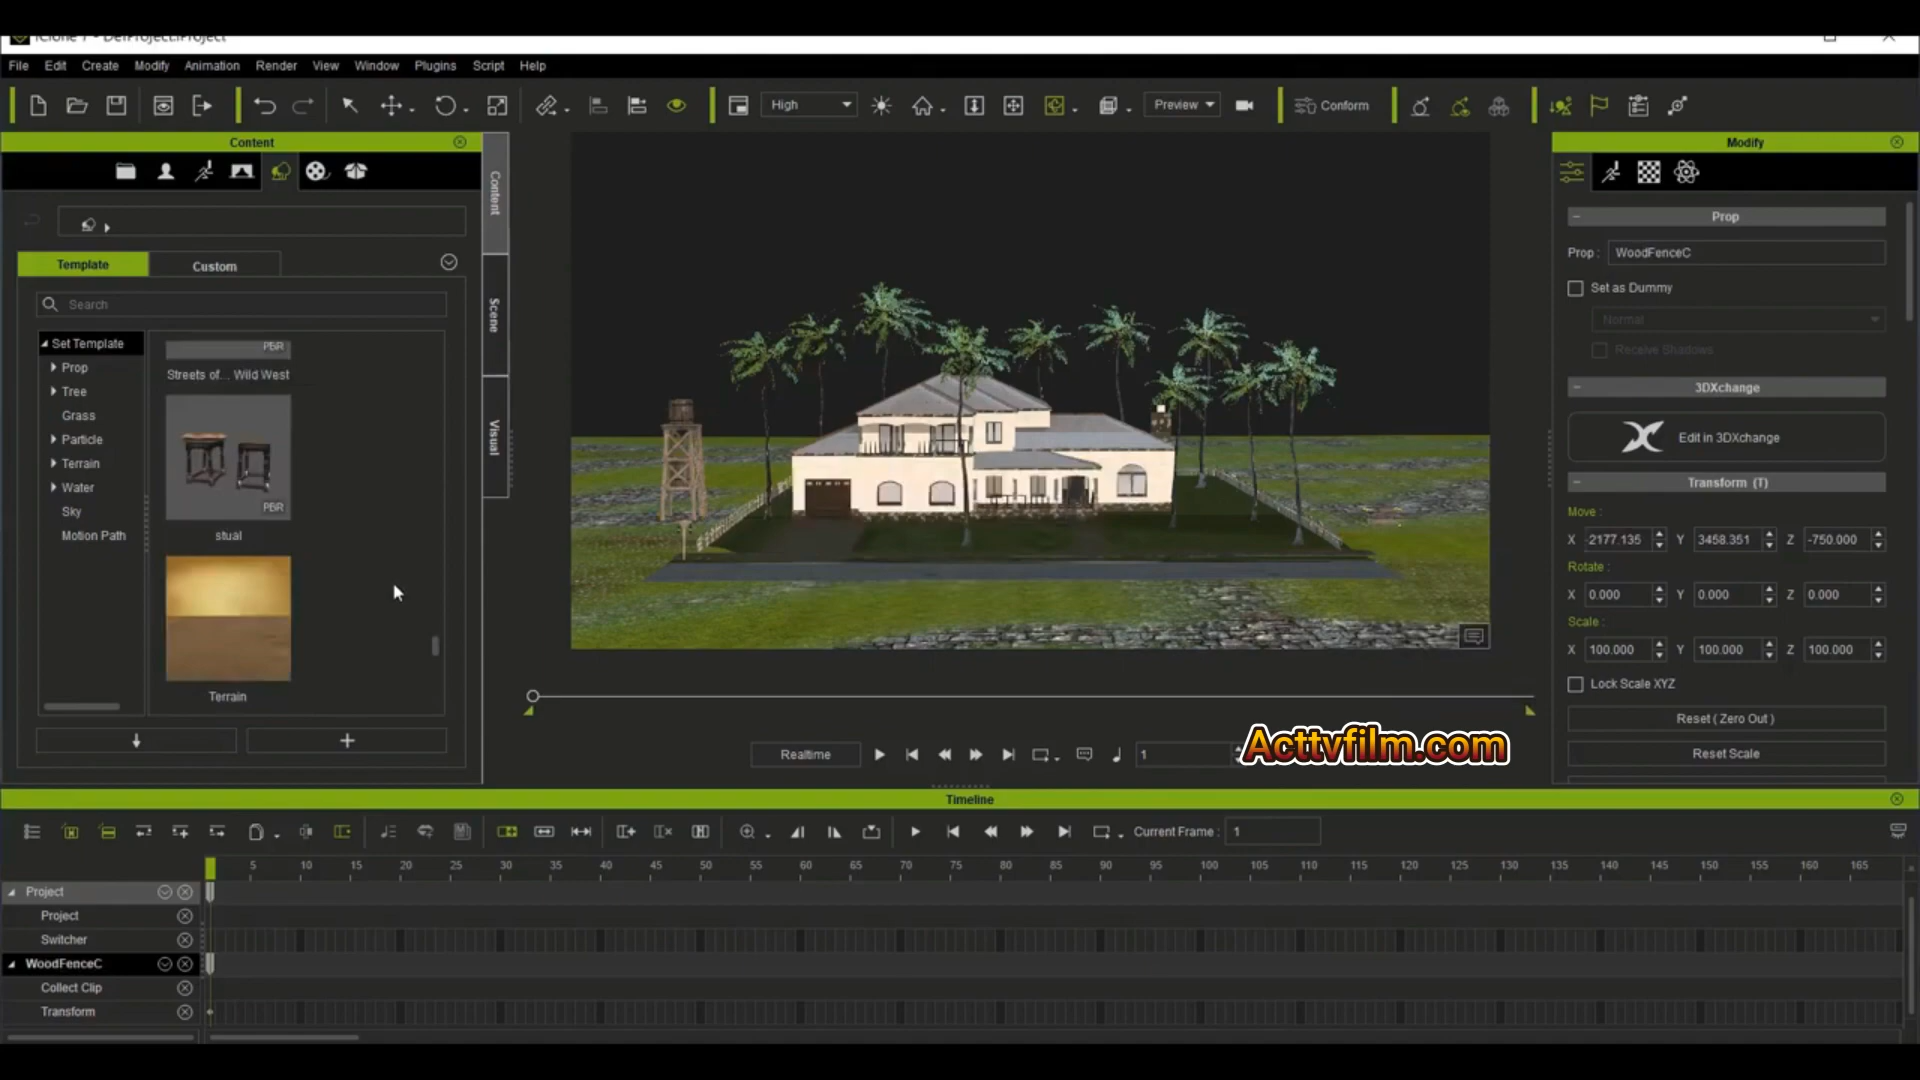 iClone 7 - DefProject.iProject
File Edit Create Modify Animation Render View Window Plugins Script Help
High
Preview
Conform
Content
Modify
Content
Scene
Visual
Template
Custom
Search
Set Template
Prop
Tree
Grass
Particle
Terrain
Water
Sky
Motion Path
PBR
Streets of... Wild West
PBR
stual
Terrain
Prop
Prop : WoodFenceC
Set as Dummy
Normal
Receive Shadows
3DXchange
Edit in 3DXchange
Transform (T)
Move :
X -2177.135 Y 3458.351 Z -750.000
Rotate :
X 0.000 Y 0.000 Z 0.000
Scale :
X 100.000 Y 100.000 Z 100.000
Lock Scale XYZ
Reset ( Zero Out )
Reset Scale
Realtime
1
Acttvfilm.com
Timeline
Current Frame : 1
5 10 15 20 25 30 35 40 45 50 55 60 65 70 75 80 85 90 95 100 105 110 115 120 125 130 135 140 145 150 155 160 165
Project
Project
Switcher
WoodFenceC
Collect Clip
Transform